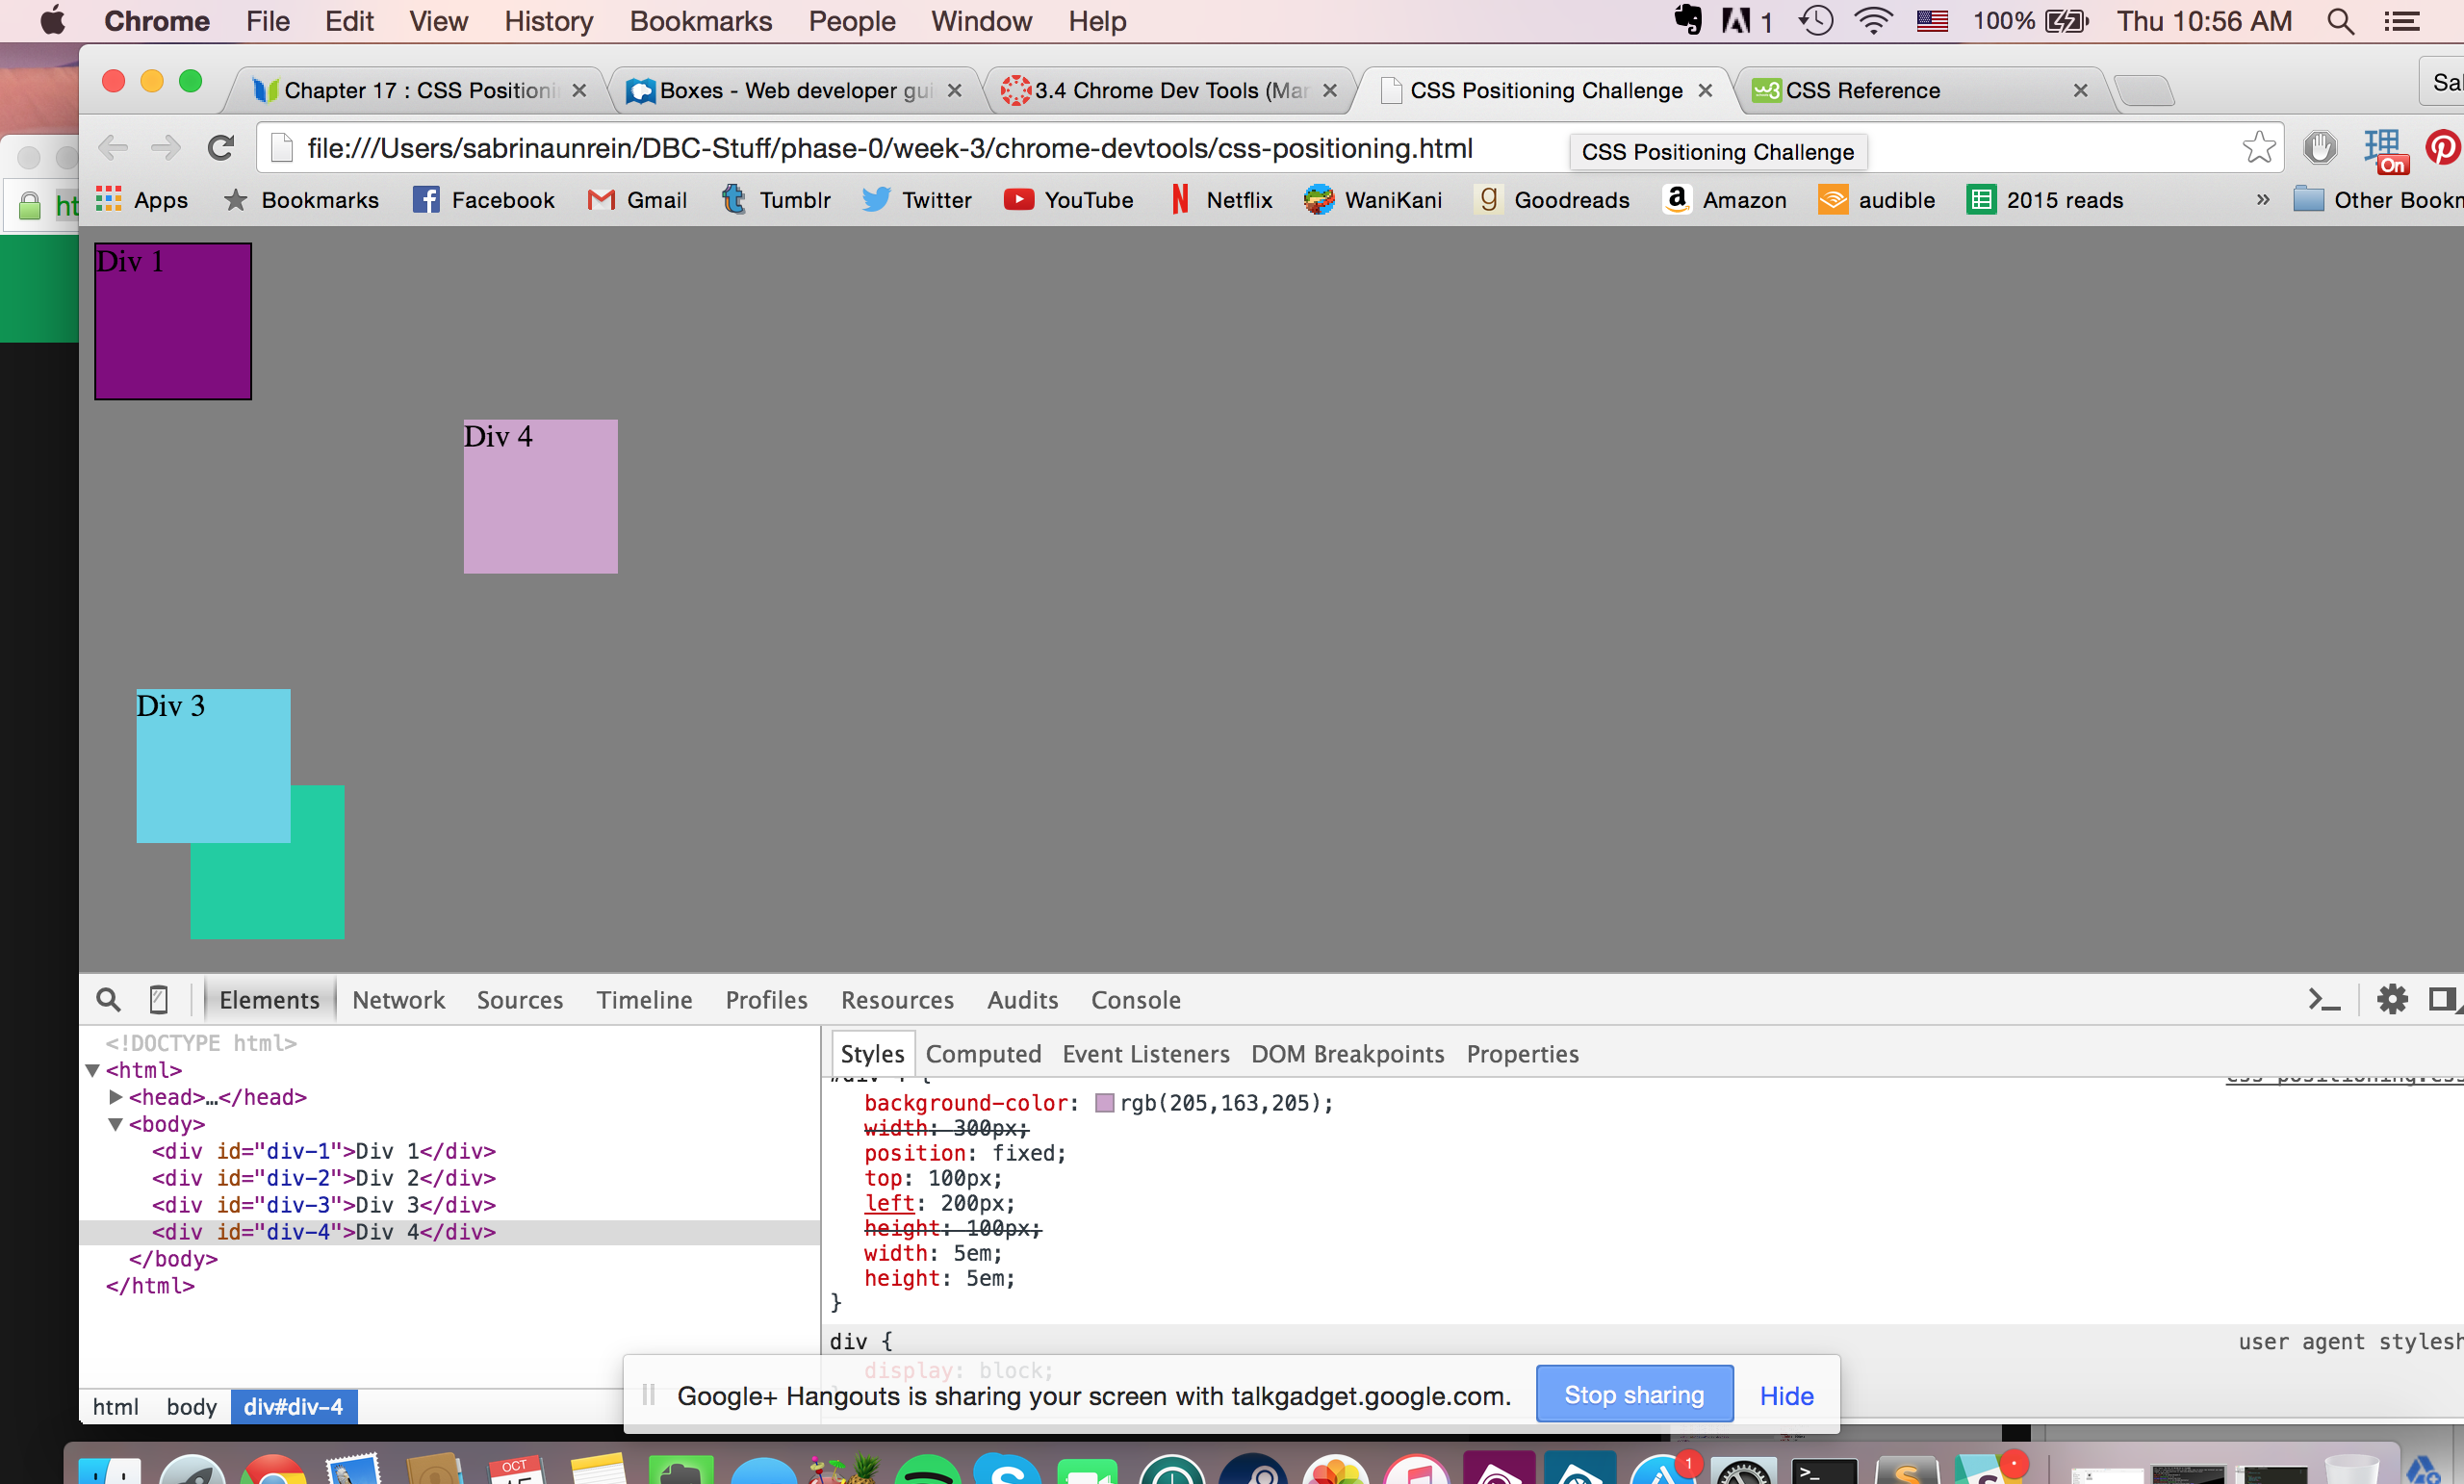 Chrome File Edit View History Bookmarks People Window Help 1 100% Thu 10:56 AM
Chapter 17 : CSS Positioni Boxes - Web developer gui 3.4 Chrome Dev Tools (Mar CSS Positioning Challenge w3 CSS Reference Sal
file:///Users/sabrinaunrein/DBC-Stuff/phase-0/week-3/chrome-devtools/css-positioning.html
CSS Positioning Challenge
理 On
ht
Apps Bookmarks Facebook Gmail Tumblr Twitter YouTube Netflix WaniKani Goodreads Amazon audible 2015 reads » Other Bookm
Div 1
Div 4
Div 3
Elements Network Sources Timeline Profiles Resources Audits Console
<!DOCTYPE html>
<html>
<head>…</head>
<body>
<div id="div-1">Div 1</div>
<div id="div-2">Div 2</div>
<div id="div-3">Div 3</div>
<div id="div-4">Div 4</div>
</body>
</html>
html body div#div-4
Styles Computed Event Listeners DOM Breakpoints Properties
#div-4 { css-positioning.css
background-color: rgb(205,163,205);
width: 300px;
position: fixed;
top: 100px;
left: 200px;
height: 100px;
width: 5em;
height: 5em;
}
div { user agent stylesh
display: block;
Google+ Hangouts is sharing your screen with talkgadget.google.com. Stop sharing Hide
OCT
1